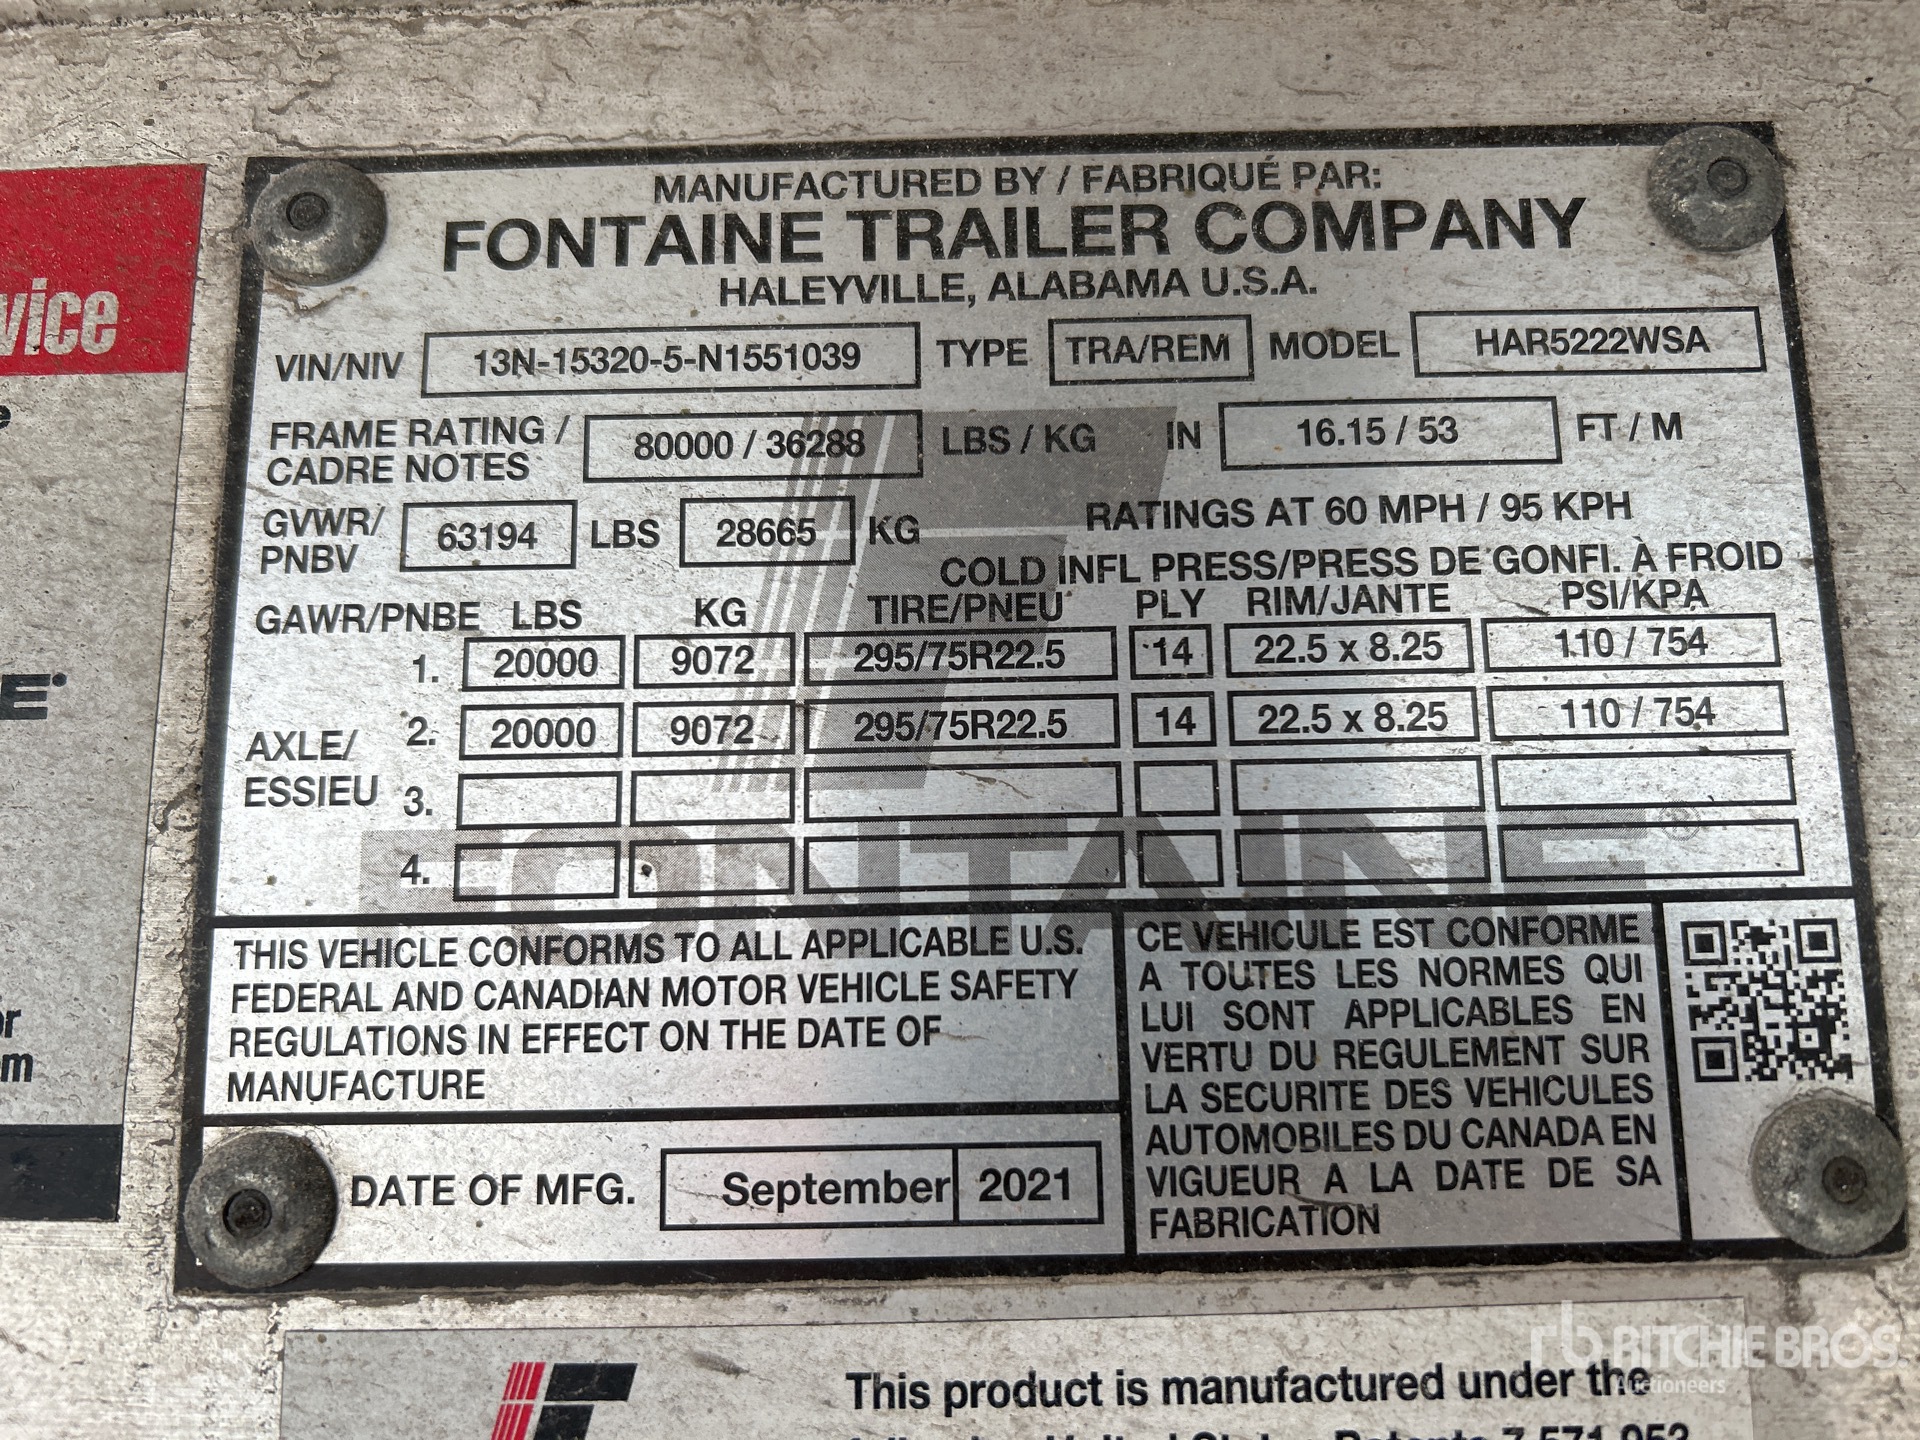 MANUFACTURED BY / FABRIQUÉ PAR:
FONTAINE TRAILER COMPANY
HALEYVILLE, ALABAMA U.S.A.
VIN/NIV 13N-15320-5-N1551039 TYPE TRA/REM MODEL HAR5222WSA
FRAME RATING / CADRE NOTES 80000 / 36288 LBS / KG IN 16.15 / 53 FT / M
GVWR/ PNBV 63194 LBS 28665 KG RATINGS AT 60 MPH / 95 KPH
COLD INFL PRESS/PRESS DE GONFI. À FROID
GAWR/PNBE LBS KG TIRE/PNEU PLY RIM/JANTE PSI/KPA
1. 20000 9072 295/75R22.5 14 22.5 x 8.25 110 / 754
AXLE/ 2. 20000 9072 295/75R22.5 14 22.5 x 8.25 110 / 754
ESSIEU 3.
4.
FONTAINE ®
THIS VEHICLE CONFORMS TO ALL APPLICABLE U.S.
FEDERAL AND CANADIAN MOTOR VEHICLE SAFETY
REGULATIONS IN EFFECT ON THE DATE OF
MANUFACTURE
CE VEHICULE EST CONFORME
A TOUTES LES NORMES QUI
LUI SONT APPLICABLES EN
VERTU DU REGULEMENT SUR
LA SECURITE DES VEHICULES
AUTOMOBILES DU CANADA EN
VIGUEUR A LA DATE DE SA
FABRICATION
DATE OF MFG. September 2021
vice
e
E
or
m
This product is manufactured under the
7,571,953
rb RITCHIE BROS.
Auctioneers